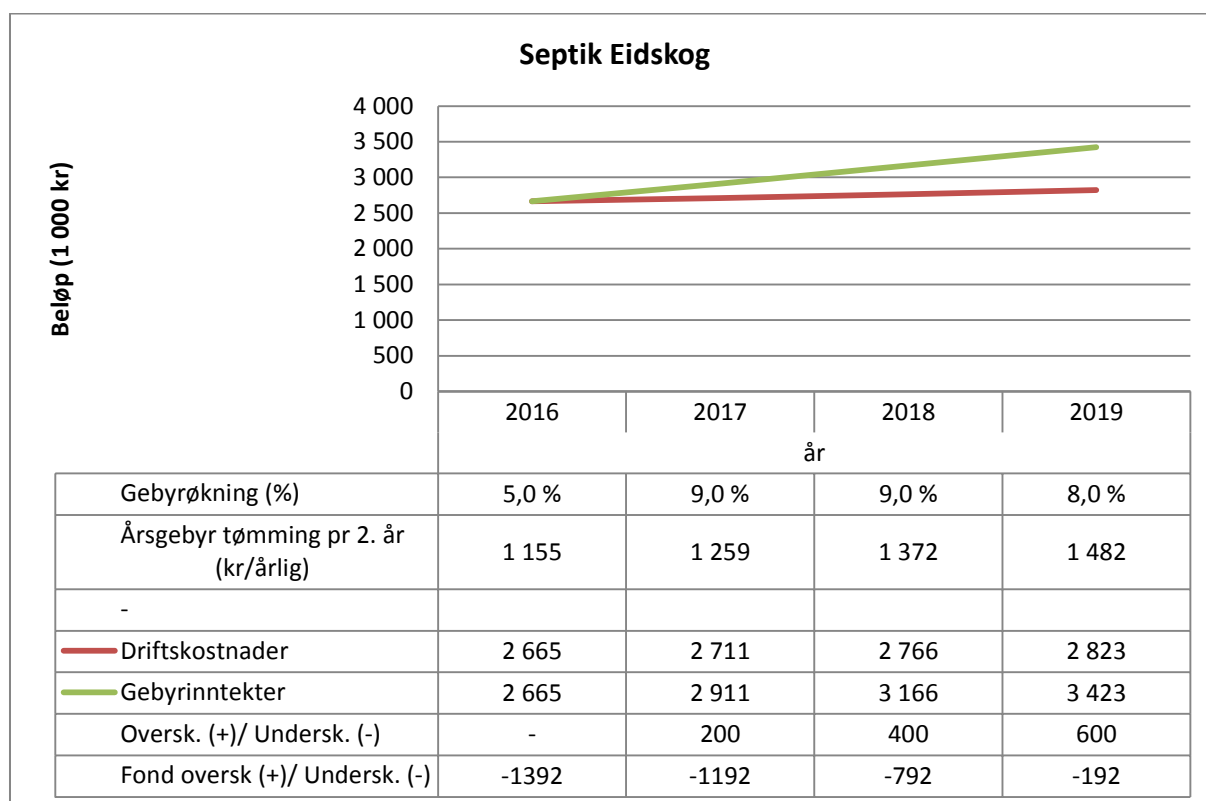 Septik Eidskog
Beløp (1 000 kr)
4 000
3 500
3 000
2 500
2 000
1 500
1 000
500
0
2016 2017 2018 2019
år
Gebyrøkning (%) 5,0 % 9,0 % 9,0 % 8,0 %
Årsgebyr tømming pr 2. år
(kr/årlig) 1 155 1 259 1 372 1 482
-
Driftskostnader 2 665 2 711 2 766 2 823
Gebyrinntekter 2 665 2 911 3 166 3 423
Oversk. (+)/ Undersk. (-) - 200 400 600
Fond oversk (+)/ Undersk. (-) -1392 -1192 -792 -192